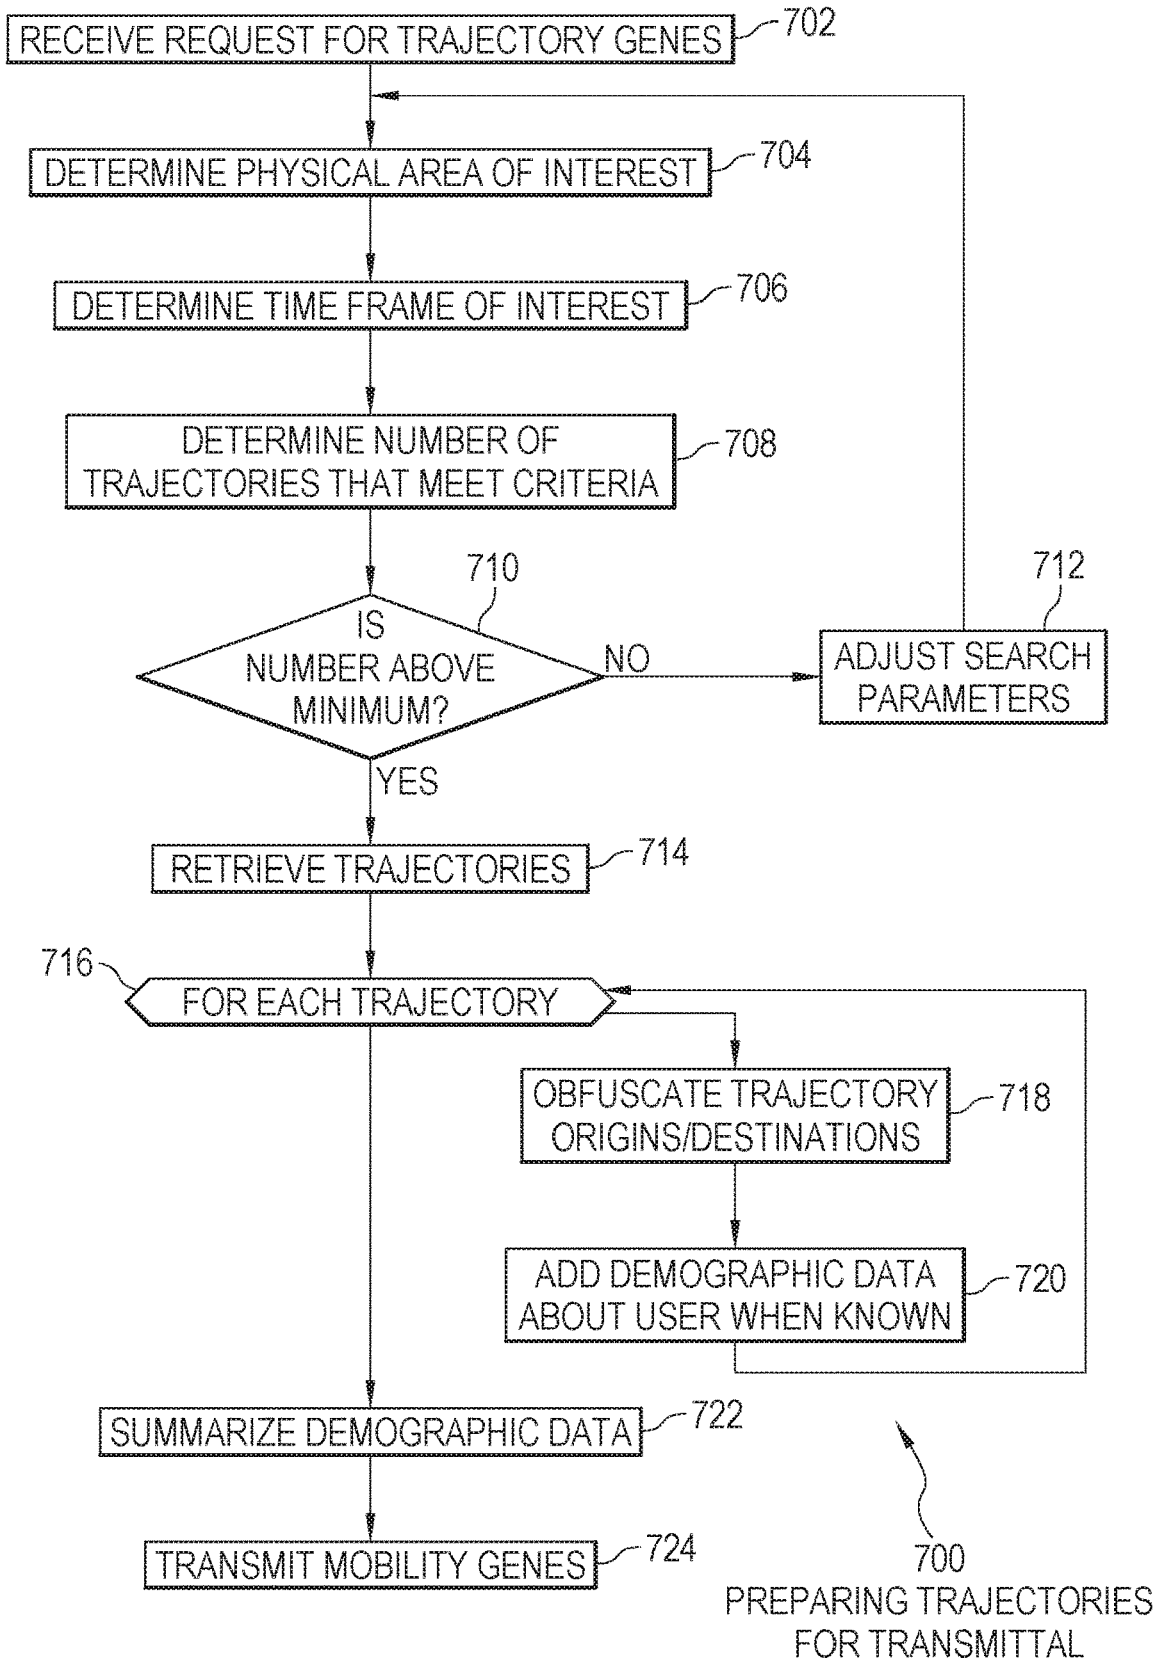 RECEIVE REQUEST FOR TRAJECTORY GENES
702
DETERMINE PHYSICAL AREA OF INTEREST
704
DETERMINE TIME FRAME OF INTEREST
706
DETERMINE NUMBER OF
TRAJECTORIES THAT MEET CRITERIA
708
710
IS
NUMBER ABOVE
MINIMUM?
NO
712
ADJUST SEARCH
PARAMETERS
YES
RETRIEVE TRAJECTORIES
714
716
FOR EACH TRAJECTORY
OBFUSCATE TRAJECTORY
ORIGINS/DESTINATIONS
718
ADD DEMOGRAPHIC DATA
ABOUT USER WHEN KNOWN
720
SUMMARIZE DEMOGRAPHIC DATA
722
TRANSMIT MOBILITY GENES
724
700
PREPARING TRAJECTORIES
FOR TRANSMITTAL